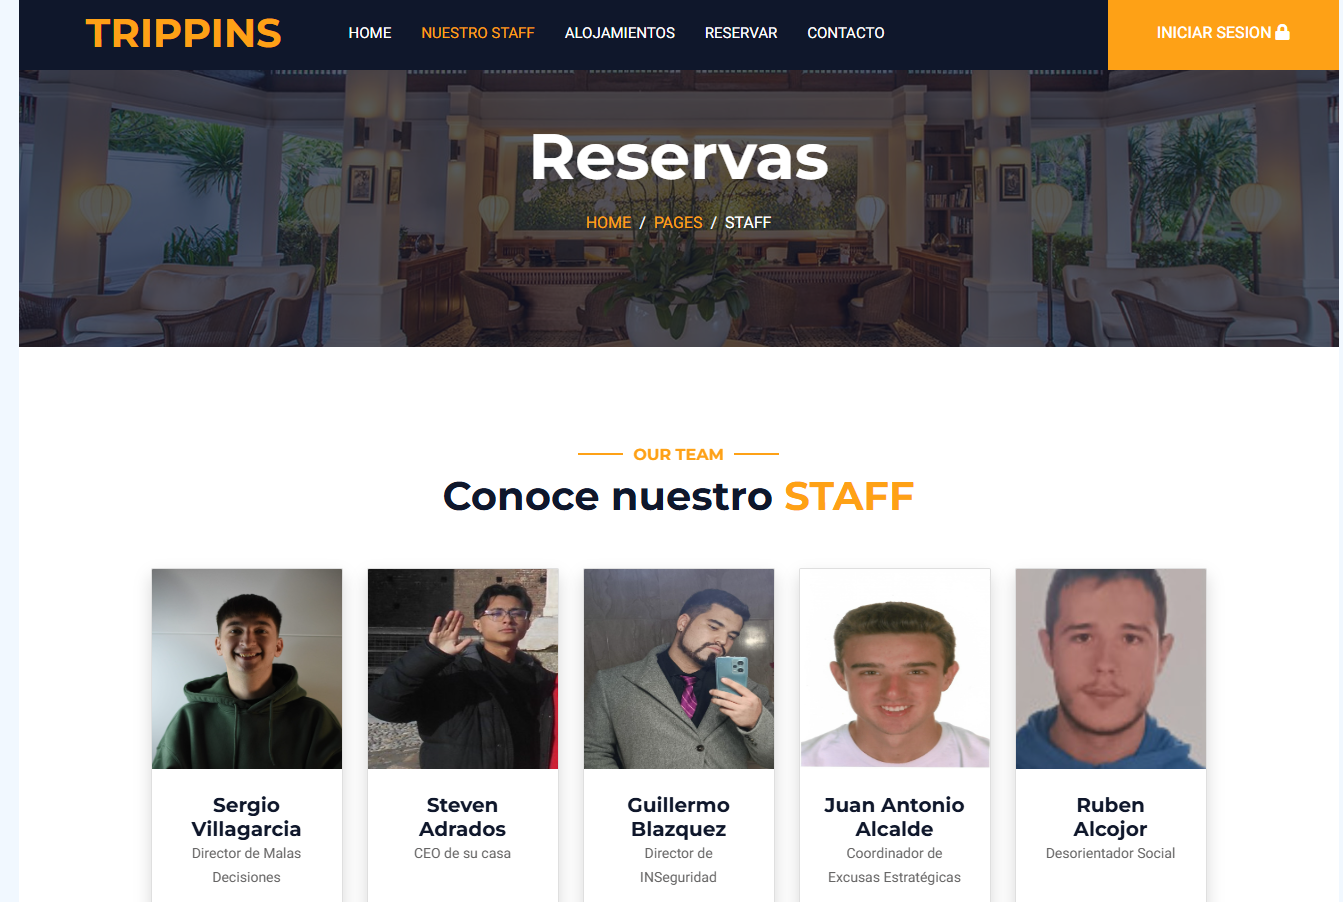 TRIPPINS
HOME
NUESTRO STAFF
ALOJAMIENTOS
RESERVAR
CONTACTO
INICIAR SESION
Reservas
HOME / PAGES / STAFF
OUR TEAM
Conoce nuestro STAFF
Sergio
Villagarcia
Director de Malas
Decisiones
Steven
Adrados
CEO de su casa
Guillermo
Blazquez
Director de
INSeguridad
Juan Antonio
Alcalde
Coordinador de
Excusas Estratégicas
Ruben
Alcojor
Desorientador Social